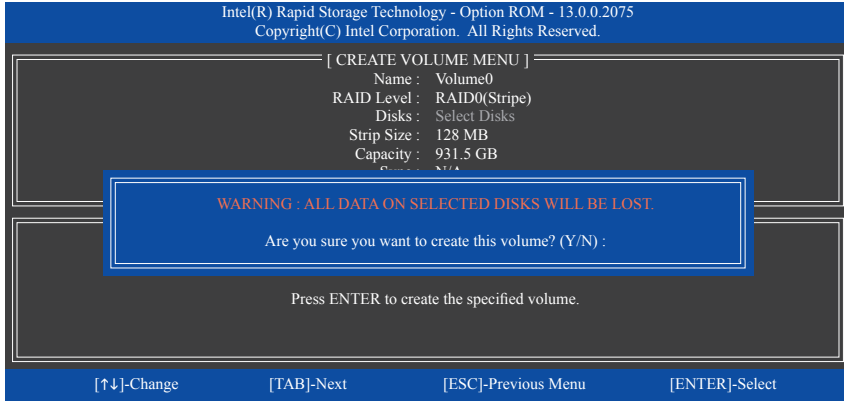 Intel(R) Rapid Storage Technology - Option ROM - 13.0.0.2075
Copyright(C) Intel Corporation. All Rights Reserved.
[ CREATE VOLUME MENU ]
Name : Volume0
RAID Level : RAID0(Stripe)
Disks : Select Disks
Strip Size : 128 MB
Capacity : 931.5 GB
Sync : N/A
WARNING : ALL DATA ON SELECTED DISKS WILL BE LOST.
Are you sure you want to create this volume? (Y/N) :
Press ENTER to create the specified volume.
[↑↓]-Change [TAB]-Next [ESC]-Previous Menu [ENTER]-Select